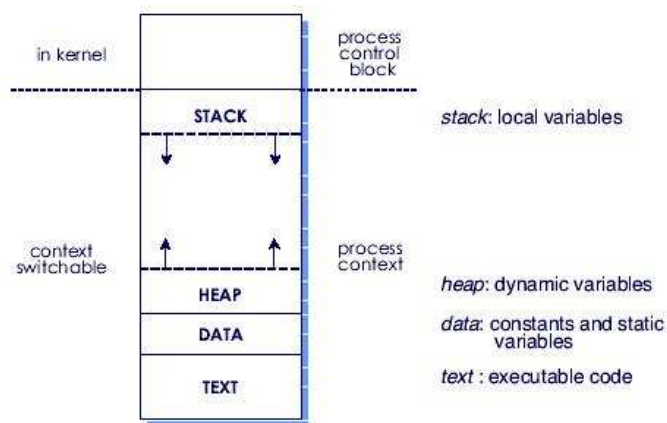 in kernel
process
control
block
STACK
stack: local variables
context
switchable
process
context
HEAP
heap: dynamic variables
DATA
data: constants and static
variables
TEXT
text : executable code